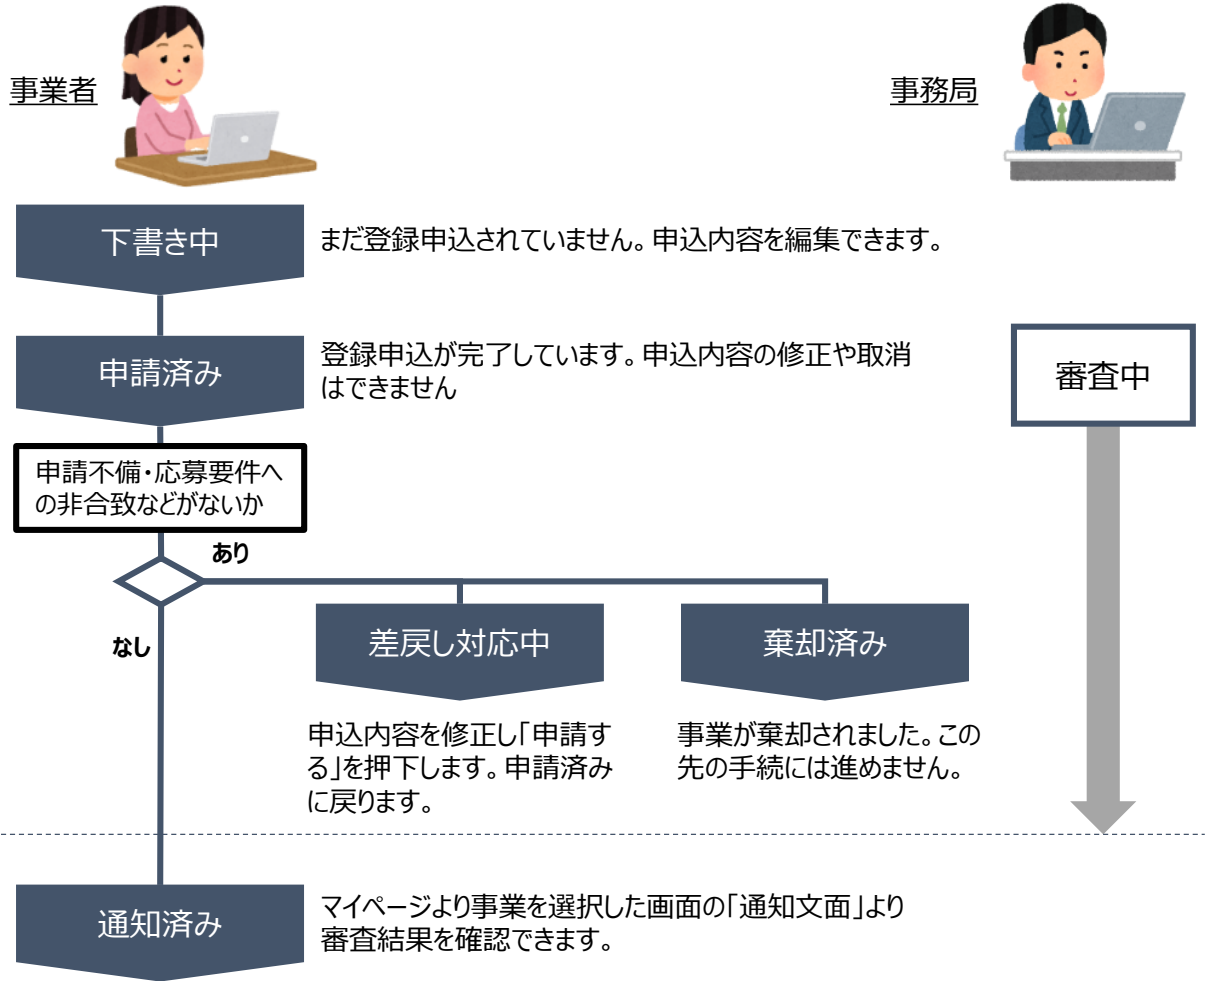 事業者
事務局
下書き中
まだ登録申込されていません。申込内容を編集できます。
申請済み
登録申込が完了しています。申込内容の修正や取消
はできません
審査中
申請不備・応募要件へ
の非合致などがないか
あり
なし
差戻し対応中
棄却済み
申込内容を修正し「申請す
る」を押下します。申請済み
に戻ります。
事業が棄却されました。この
先の手続には進めません。
通知済み
マイページより事業を選択した画面の「通知文面」より
審査結果を確認できます。